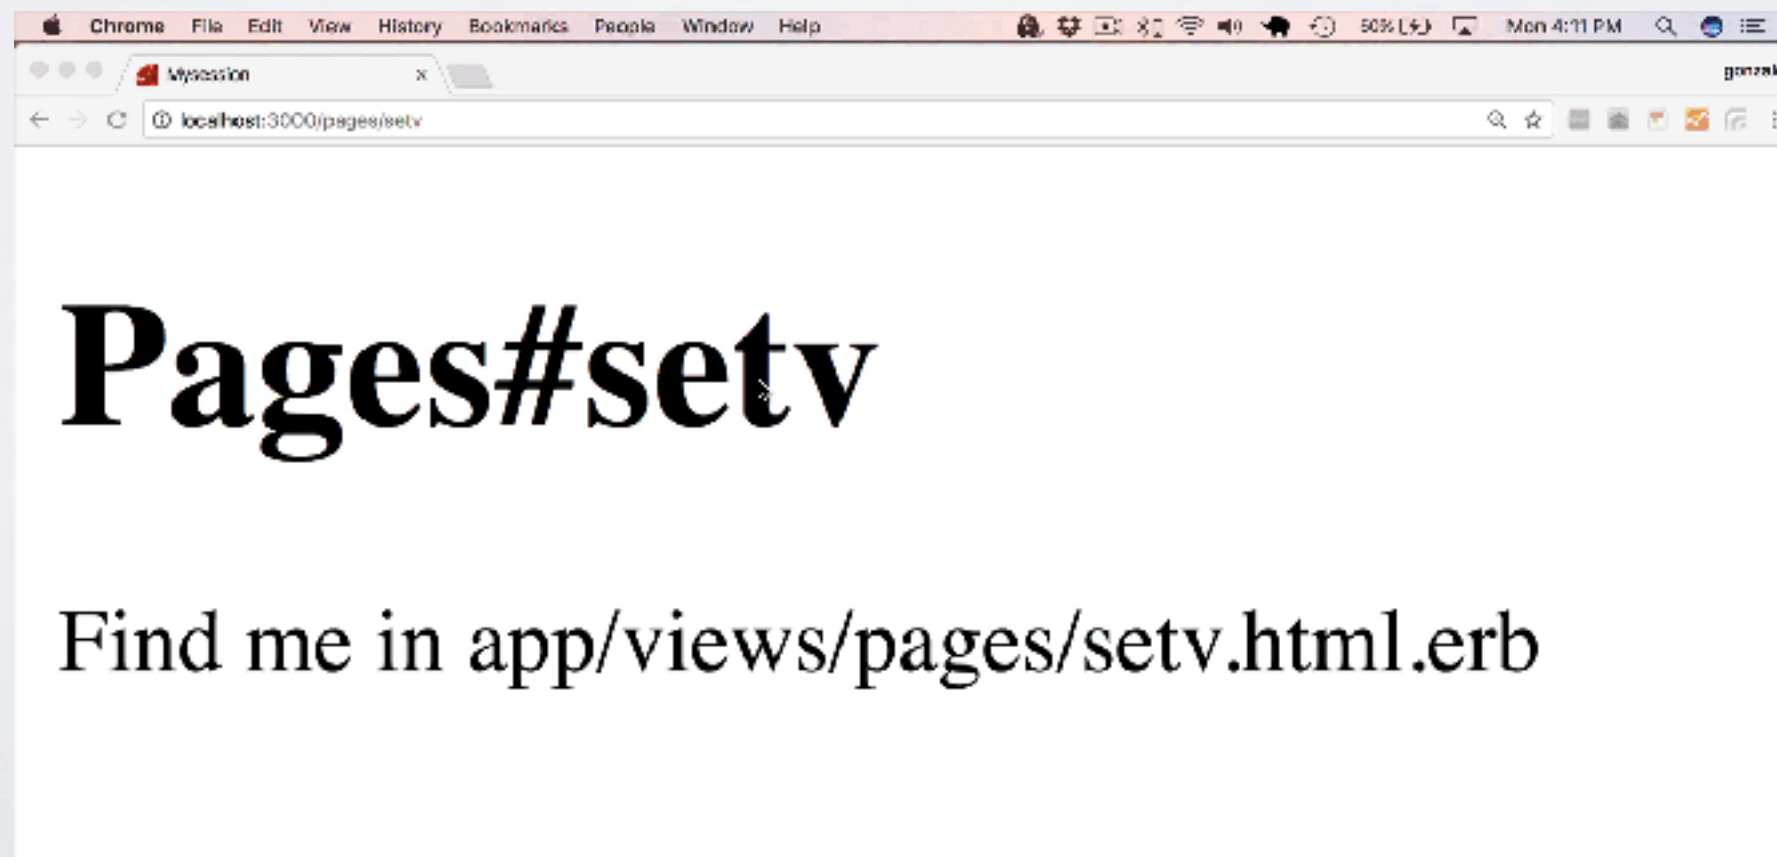 Chrome File Edit View History Bookmarks People Window Help 50% Mon 4:11 PM
Mysession gonzal
localhost:3000/pages/setv
Pages#setv
Find me in app/views/pages/setv.html.erb